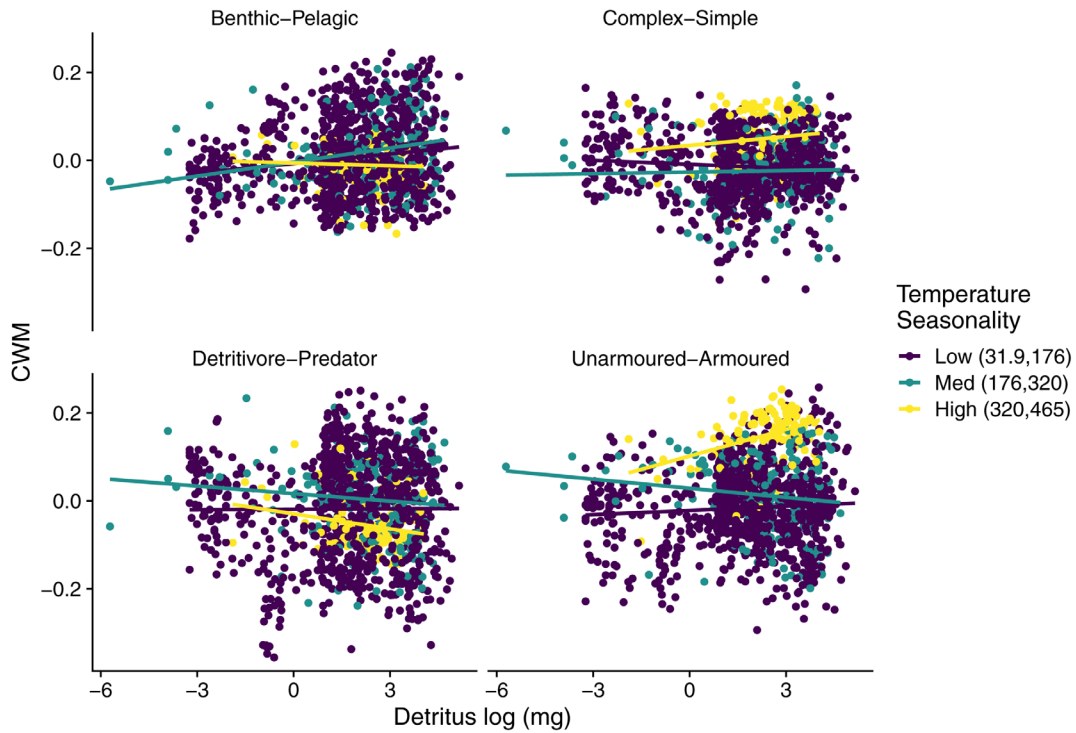 Benthic−Pelagic
Complex−Simple
0.2
0.0
−0.2
CWM
Detritivore−Predator
Unarmoured−Armoured
0.2
0.0
−0.2
−6 −3 0 3 −6 −3 0 3
Detritus log (mg)
Temperature
Seasonality
Low (31.9,176)
Med (176,320)
High (320,465)